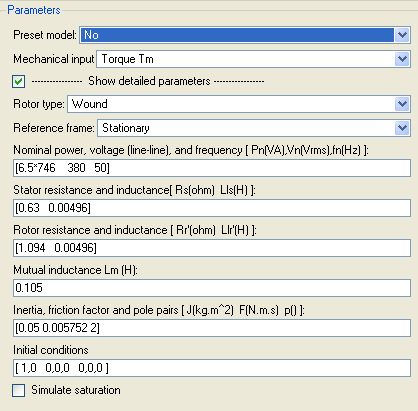 Parameters
Preset model: No
Mechanical input Torque Tm
----------------- Show detailed parameters -----------------
Rotor type: Wound
Reference frame: Stationary
Nominal power, voltage (line-line), and frequency [ Pn(VA),Vn(Vrms),fn(Hz) ]:
[6.5*746 380 50]
Stator resistance and inductance[ Rs(ohm) Lls(H) ]:
[0.63 0.00496]
Rotor resistance and inductance [ Rr'(ohm) Llr'(H) ]:
[1.094 0.00496]
Mutual inductance Lm (H):
0.105
Inertia, friction factor and pole pairs [ J(kg.m^2) F(N.m.s) p() ]:
[0.05 0.005752 2]
Initial conditions
[ 1,0 0,0,0 0,0,0 ]
Simulate saturation